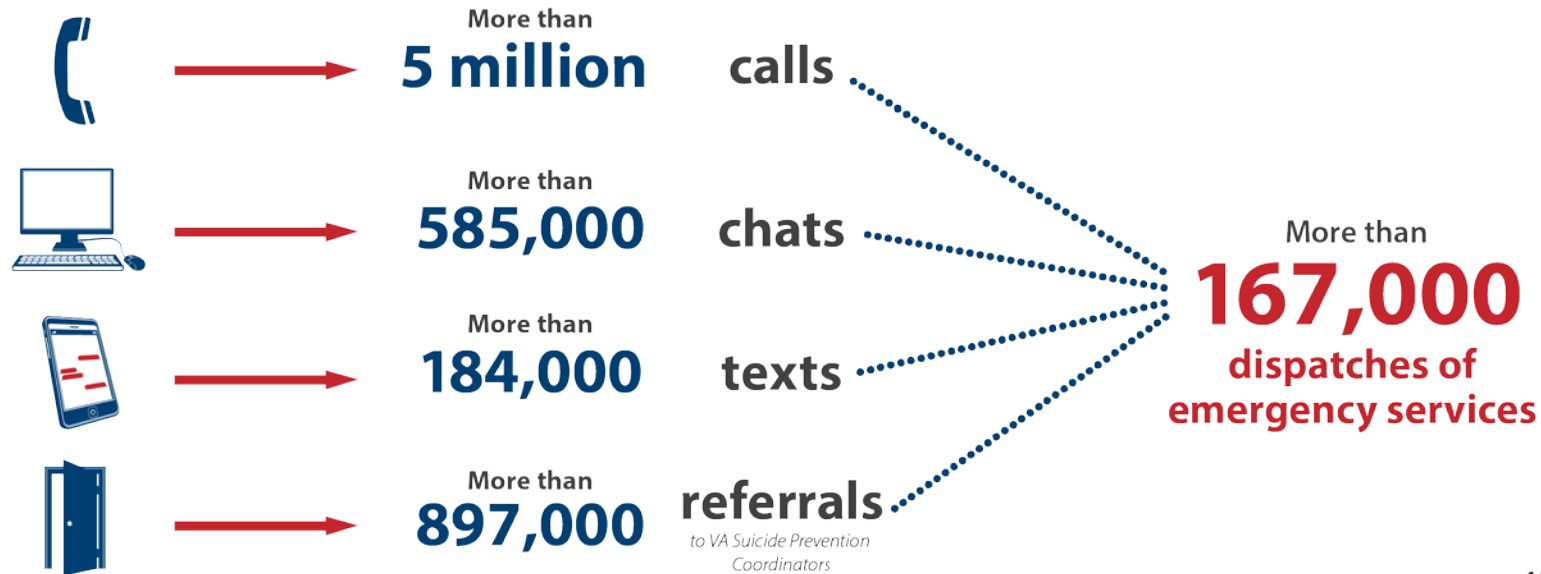 More than
5 million calls
More than
585,000 chats
More than
184,000 texts
More than
897,000 referrals
to VA Suicide Prevention
Coordinators
More than
167,000
dispatches of
emergency services